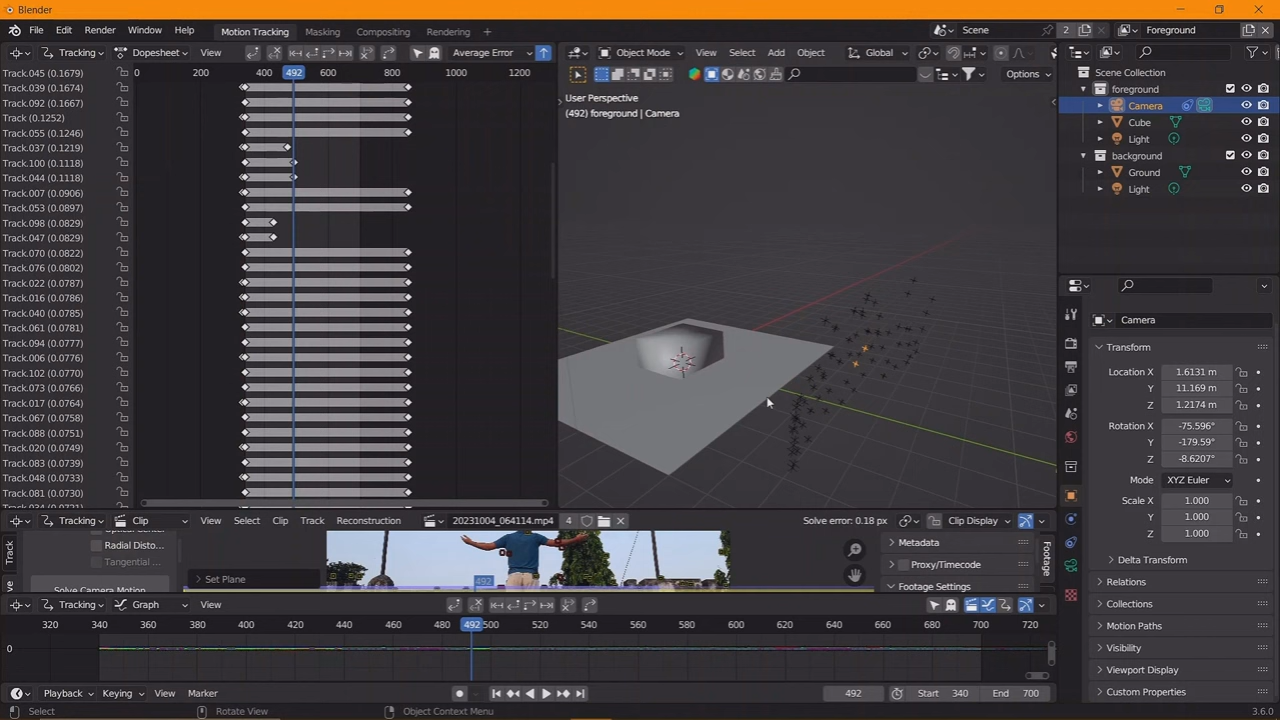 Blender
File Edit Render Window Help
Motion Tracking Masking Compositing Rendering +
Scene 2
Foreground
Tracking Dopesheet View Average Error
Object Mode View Select Add Object Global
Options
Track.045 (0.1679)
Track.039 (0.1674)
Track.092 (0.1667)
Track (0.1252)
Track.055 (0.1246)
Track.037 (0.1219)
Track.100 (0.1118)
Track.044 (0.1118)
Track.007 (0.0906)
Track.053 (0.0897)
Track.098 (0.0829)
Track.047 (0.0829)
Track.070 (0.0822)
Track.076 (0.0802)
Track.022 (0.0787)
Track.016 (0.0786)
Track.040 (0.0785)
Track.061 (0.0781)
Track.094 (0.0777)
Track.006 (0.0776)
Track.102 (0.0770)
Track.073 (0.0766)
Track.017 (0.0764)
Track.067 (0.0758)
Track.088 (0.0751)
Track.020 (0.0749)
Track.083 (0.0739)
Track.048 (0.0733)
Track.081 (0.0730)
0 200 400 492 600 800 1000 1200
User Perspective
(492) foreground | Camera
Scene Collection
foreground
Camera
Cube
Light
background
Ground
Light
Camera
Transform
Location X 1.6131 m
Y 11.169 m
Z 1.2174 m
Rotation X -75.596°
Y -179.59°
Z -8.6207°
Mode XYZ Euler
Scale X 1.000
Y 1.000
Z 1.000
Delta Transform
Relations
Collections
Motion Paths
Visibility
Viewport Display
Custom Properties
Tracking Clip View Select Clip Track Reconstruction 20231004_064114.mp4 4 Solve error: 0.18 px Clip Display
Track
Radial Disto...
Tangential ...
Solve Camera Motion
Set Plane
492
Metadata
Proxy/Timecode
Footage Settings
Footage
Tracking Graph View
320 340 360 380 400 420 440 460 480 492 500 520 540 560 580 600 620 640 660 680 700 720
0
Playback Keying View Marker 492 Start 340 End 700
Select Rotate View Object Context Menu 3.6.0